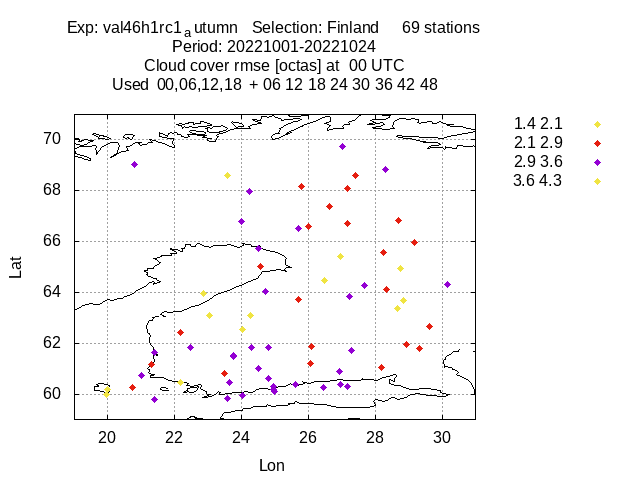 Exp: val46h1rc1_autumn Selection: Finland 69 stations
Period: 20221001-20221024
Cloud cover rmse [octas] at 00 UTC
Used 00,06,12,18 + 06 12 18 24 30 36 42 48
1.4 2.1
2.1 2.9
2.9 3.6
3.6 4.3
70
68
66
64
62
60
Lat
20 22 24 26 28 30
Lon